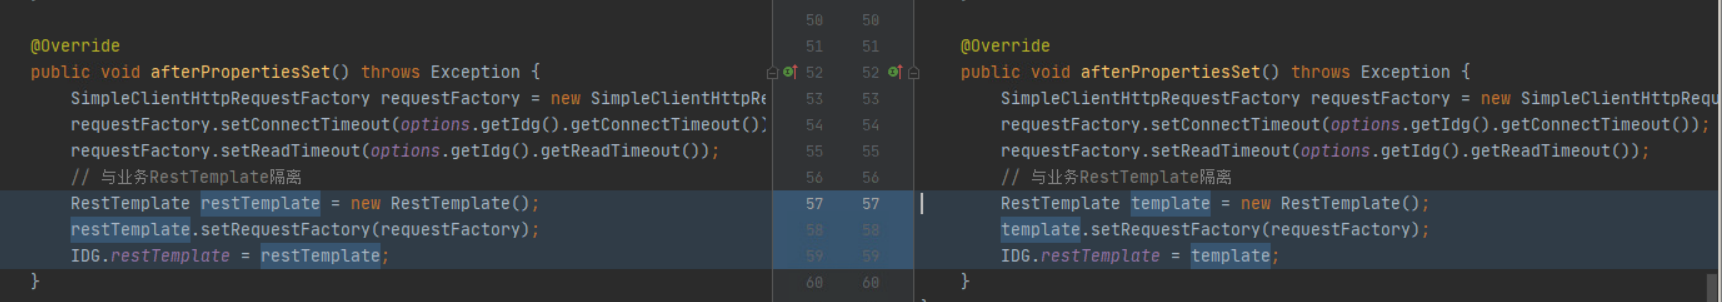 @Override
public void afterPropertiesSet() throws Exception {
SimpleClientHttpRequestFactory requestFactory = new SimpleClientHttpRe
requestFactory.setConnectTimeout(options.getIdg().getConnectTimeout())
requestFactory.setReadTimeout(options.getIdg().getReadTimeout());
// 与业务RestTemplate隔离
RestTemplate restTemplate = new RestTemplate();
restTemplate.setRequestFactory(requestFactory);
IDG.restTemplate = restTemplate;
}
50 50
51 51
52 52
53 53
54 54
55 55
56 56
57 57
58 58
59 59
60 60
@Override
public void afterPropertiesSet() throws Exception {
SimpleClientHttpRequestFactory requestFactory = new SimpleClientHttpRequ
requestFactory.setConnectTimeout(options.getIdg().getConnectTimeout());
requestFactory.setReadTimeout(options.getIdg().getReadTimeout());
// 与业务RestTemplate隔离
RestTemplate template = new RestTemplate();
template.setRequestFactory(requestFactory);
IDG.restTemplate = template;
}